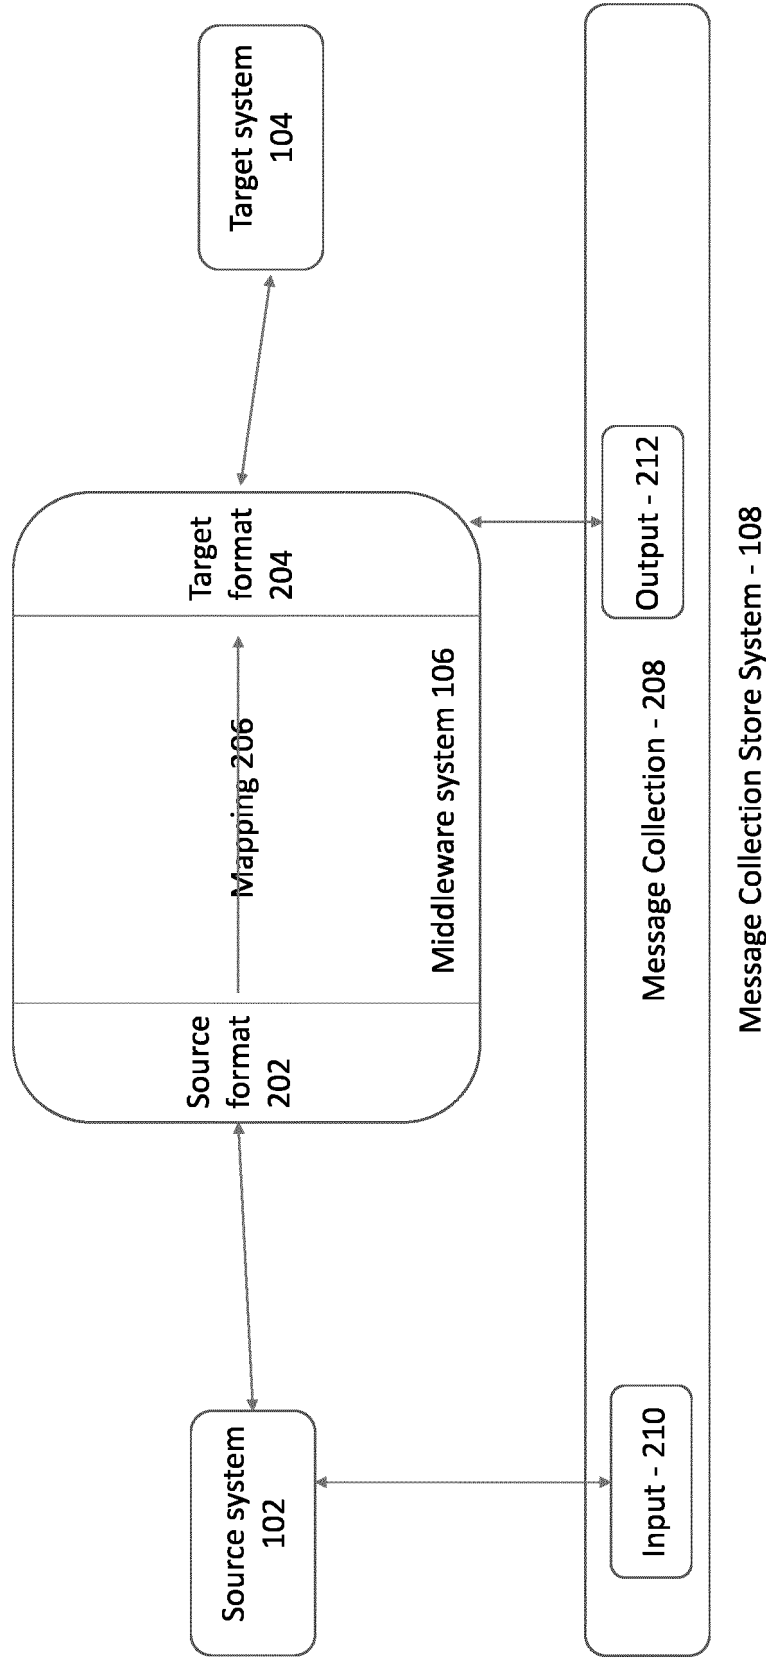 Source system
102
Source
format
202
Mapping 206
Middleware system 106
Target
format
204
Target system
104
Input - 210
Message Collection - 208
Output - 212
Message Collection Store System - 108